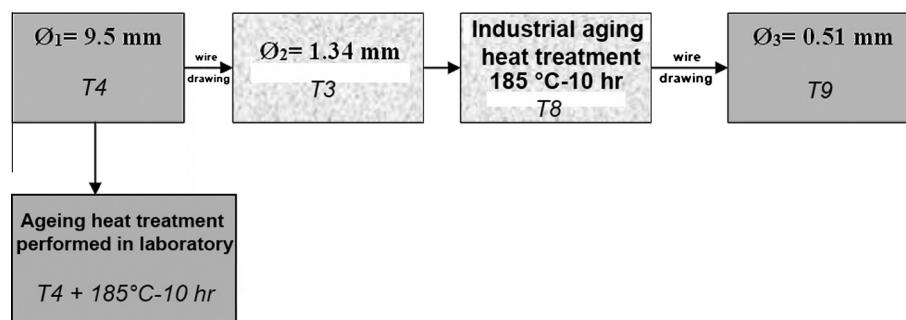 Ø1= 9.5 mm
T4
wire
drawing
Ø2= 1.34 mm
T3
Industrial aging
heat treatment
185 °C-10 hr
T8
wire
drawing
Ø3= 0.51 mm
T9
Ageing heat treatment
performed in laboratory
T4 + 185°C-10 hr